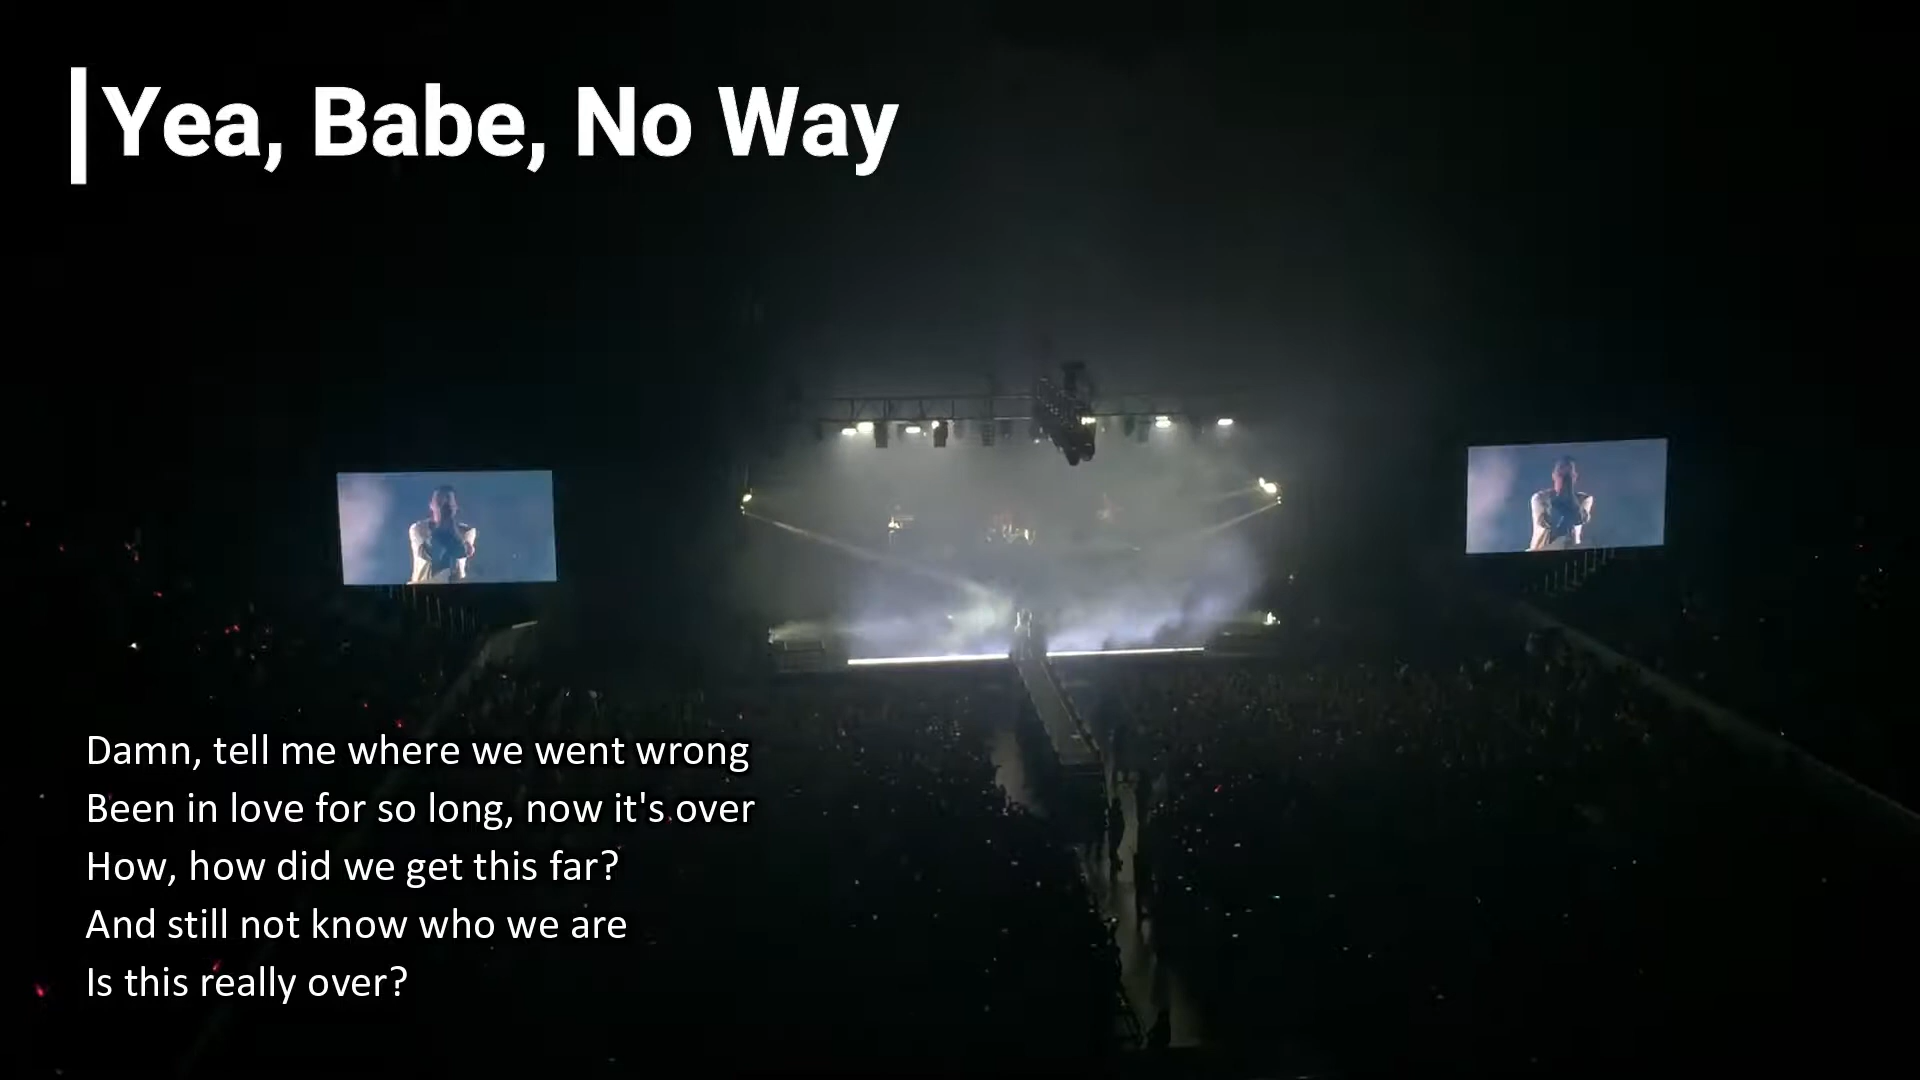 Yea, Babe, No Way
Damn, tell me where we went wrong
Been in love for so long, now it's over
How, how did we get this far?
And still not know who we are
Is this really over?